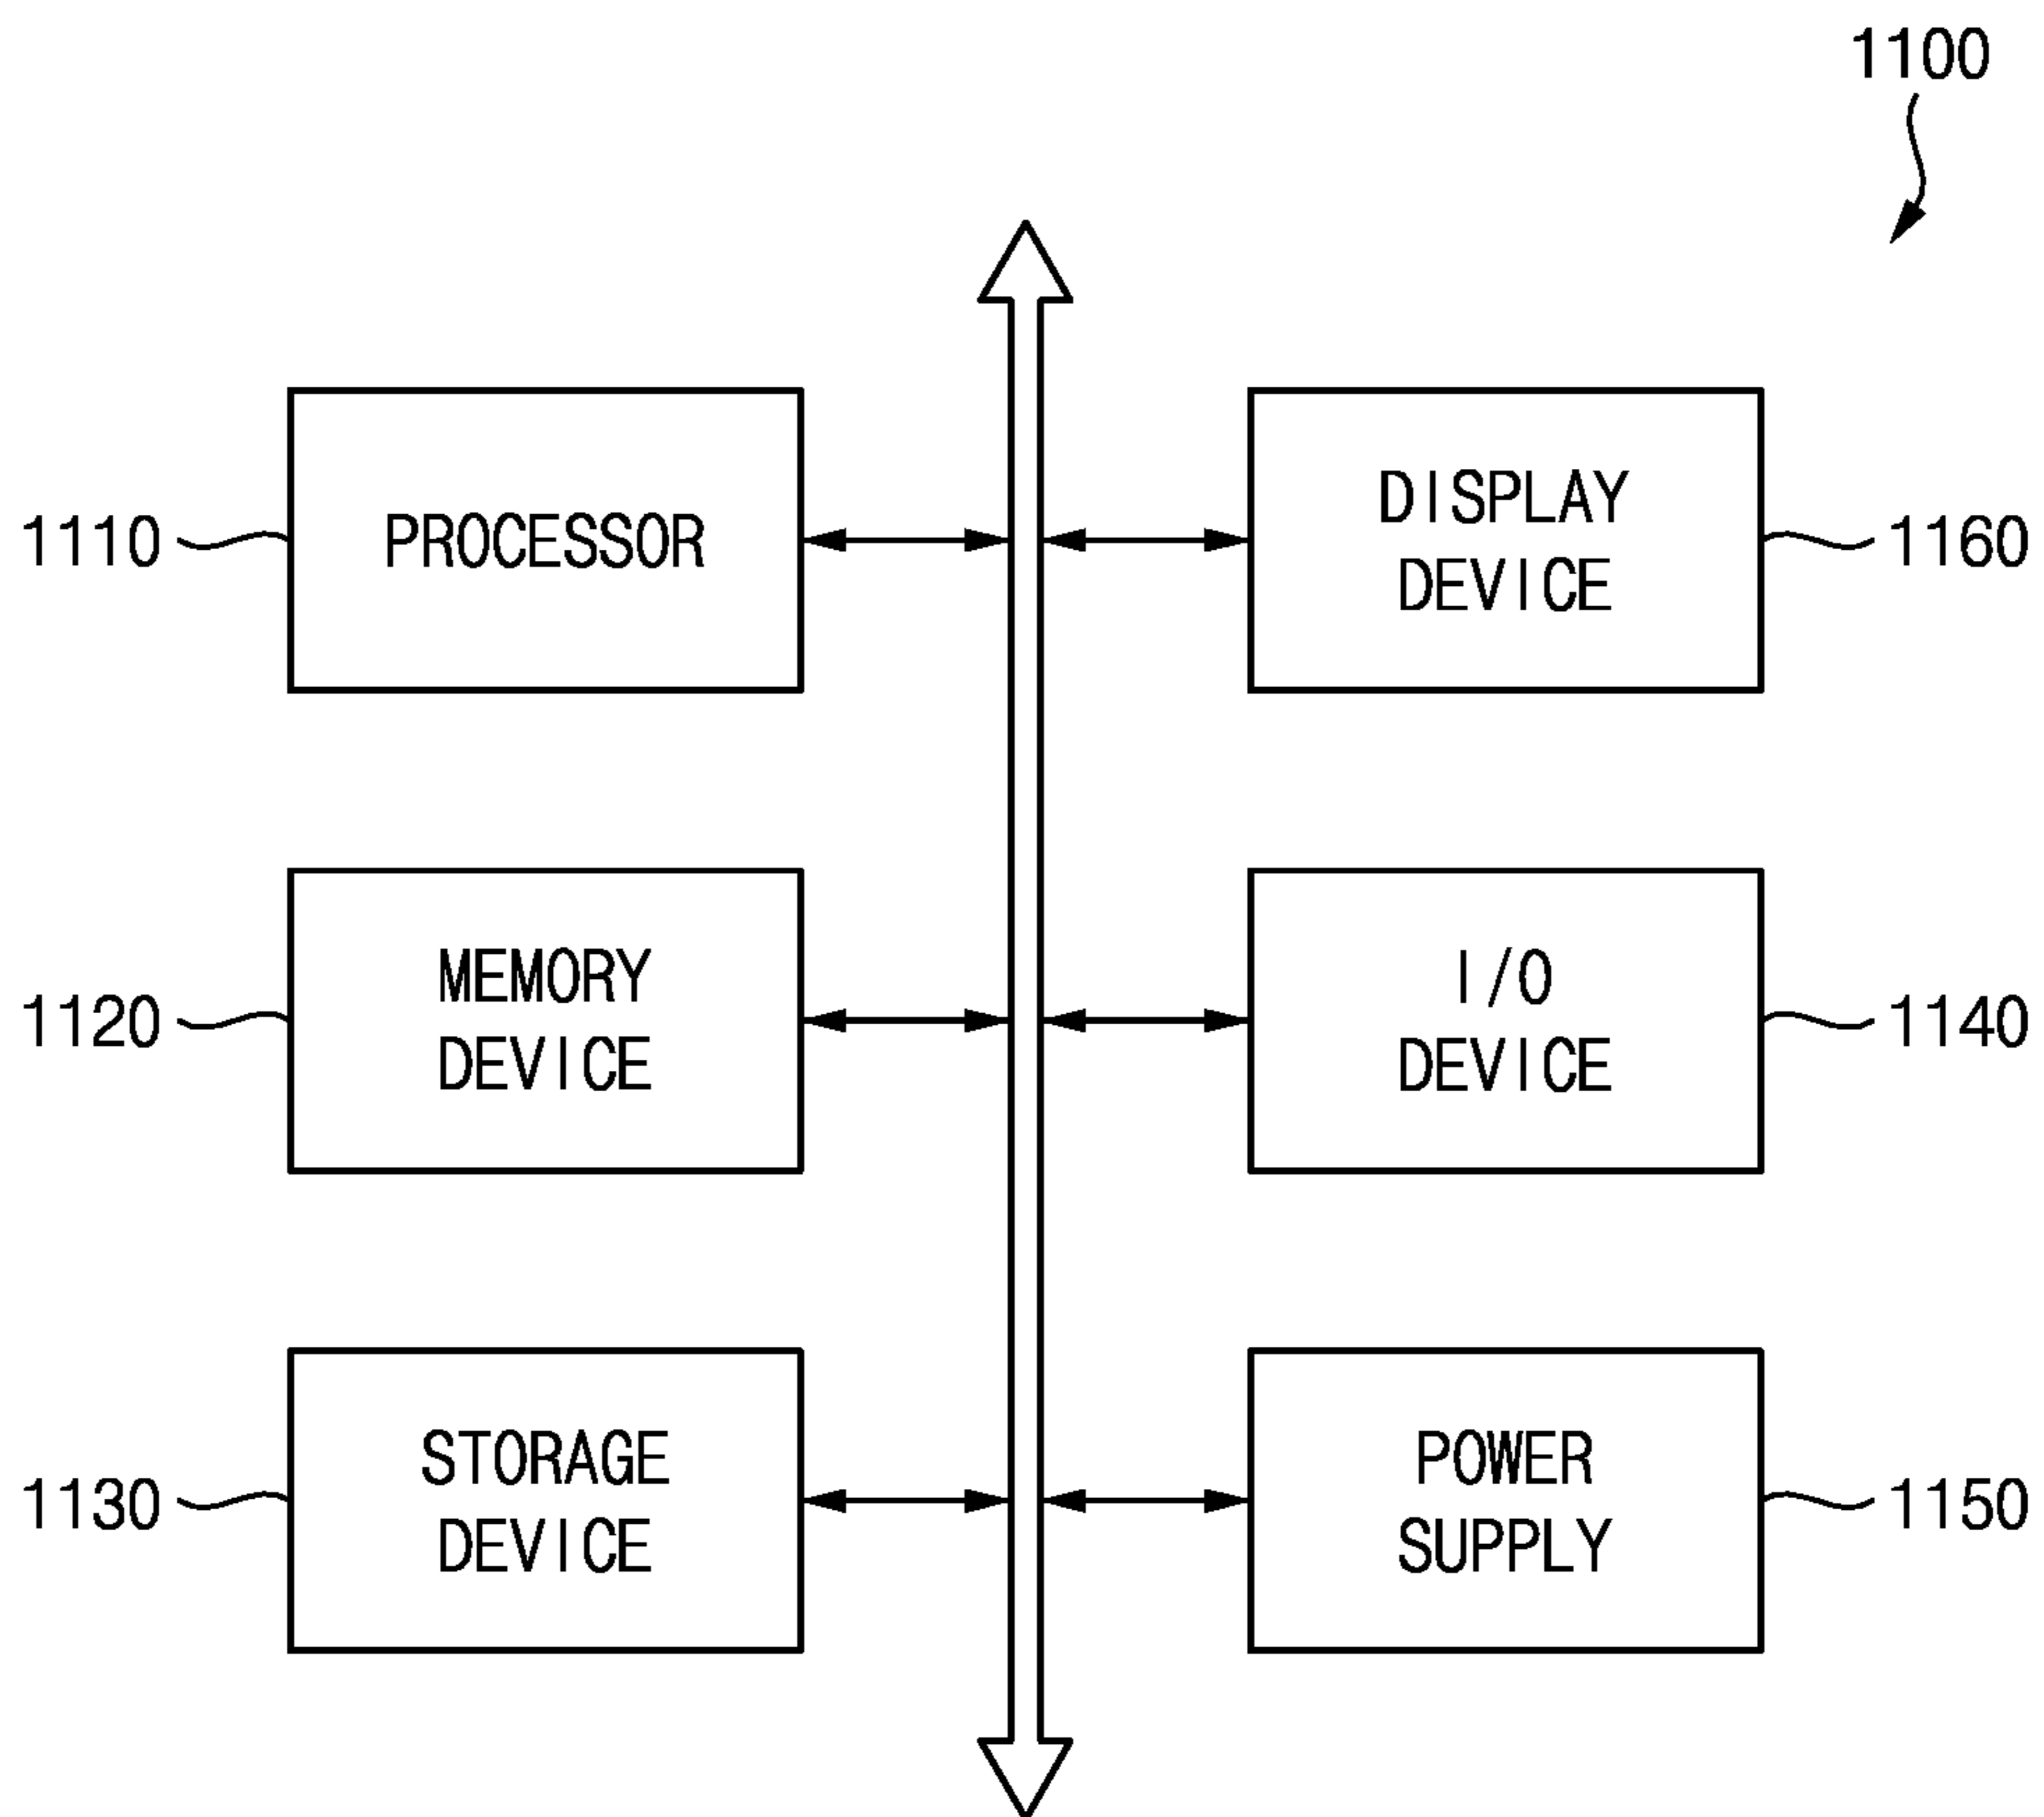 1100
1110
PROCESSOR
DISPLAY
DEVICE
1160
1120
MEMORY
DEVICE
I/O
DEVICE
1140
1130
STORAGE
DEVICE
POWER
SUPPLY
1150